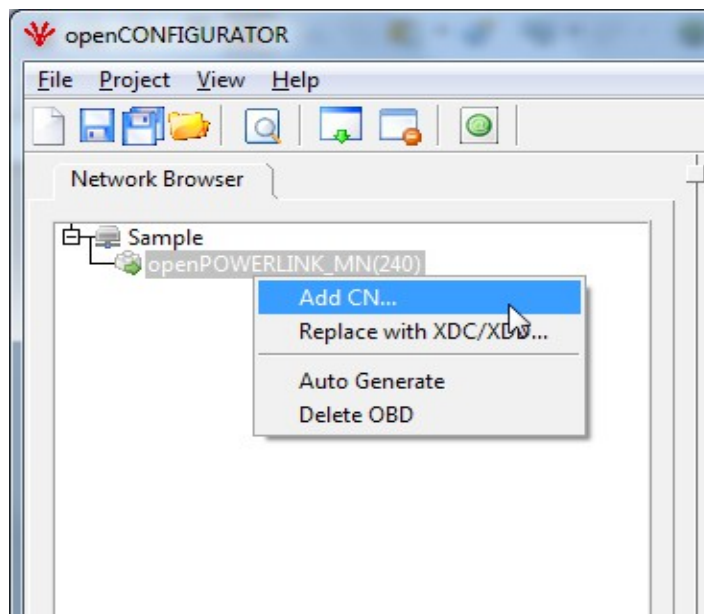 openCONFIGURATOR
File Project View Help
Network Browser
Sample
openPOWERLINK_MN(240)
Add CN...
Replace with XDC/XDD...
Auto Generate
Delete OBD